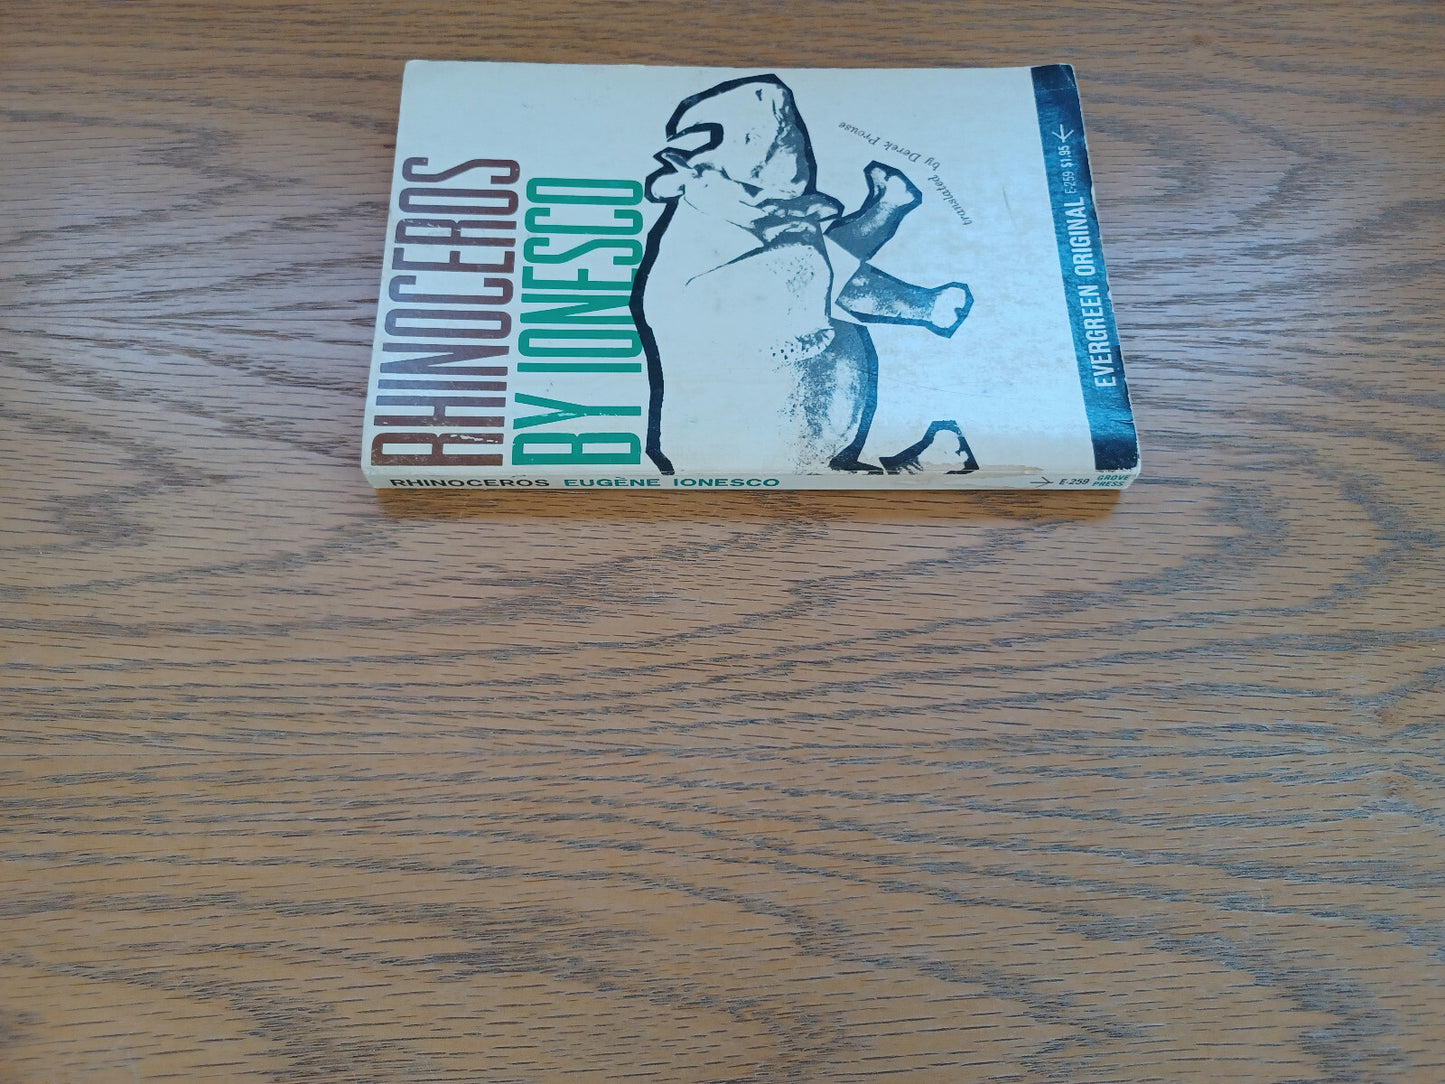 RHINOCEROS
BY IONESCO
translated by Derek Prouse
EVERGREEN ORIGINAL E-259 $1.95
RHINOCEROS EUGÈNE IONESCO E-259 GROVE
PRESS